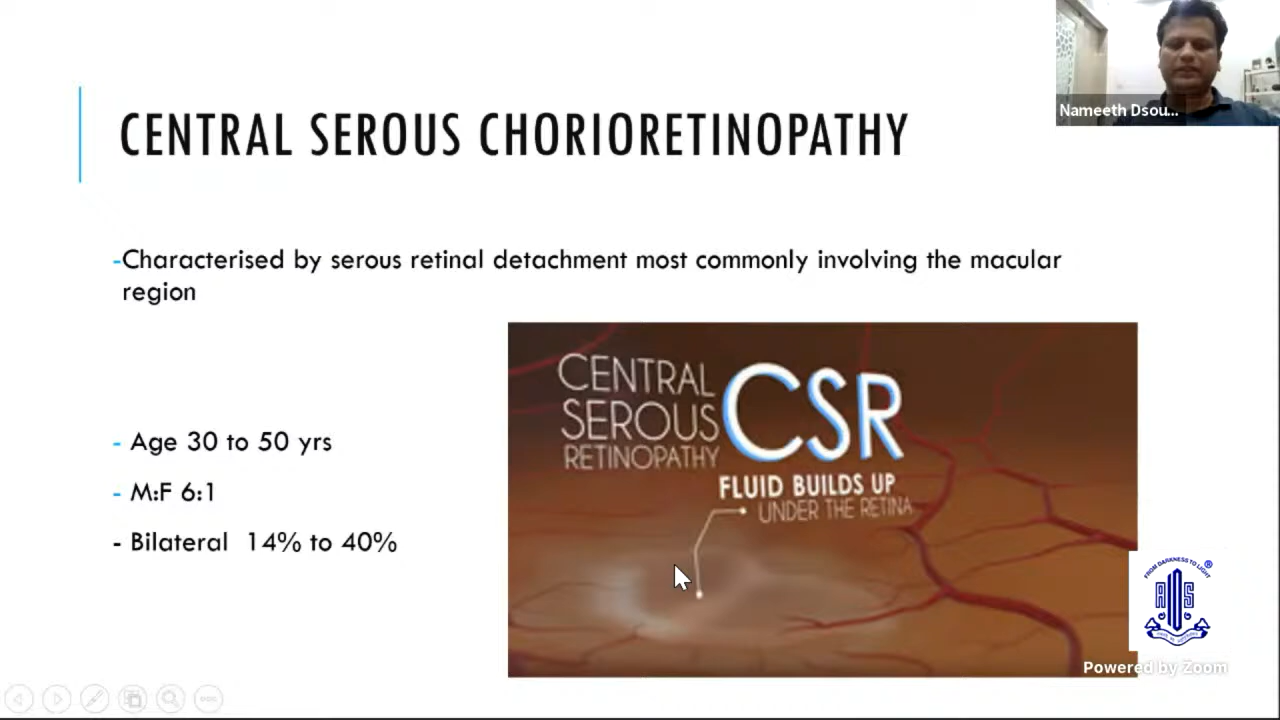 Nameeth Dsou...
CENTRAL SEROUS CHORIORETINOPATHY
-Characterised by serous retinal detachment most commonly involving the macular
region
CENTRAL
SEROUS
RETINOPATHY
CSR
FLUID BUILDS UP
UNDER THE RETINA
- Age 30 to 50 yrs
- M:F 6:1
- Bilateral 14% to 40%
FROM DARKNESS TO LIGHT
®
AIOS
Powered by Zoom